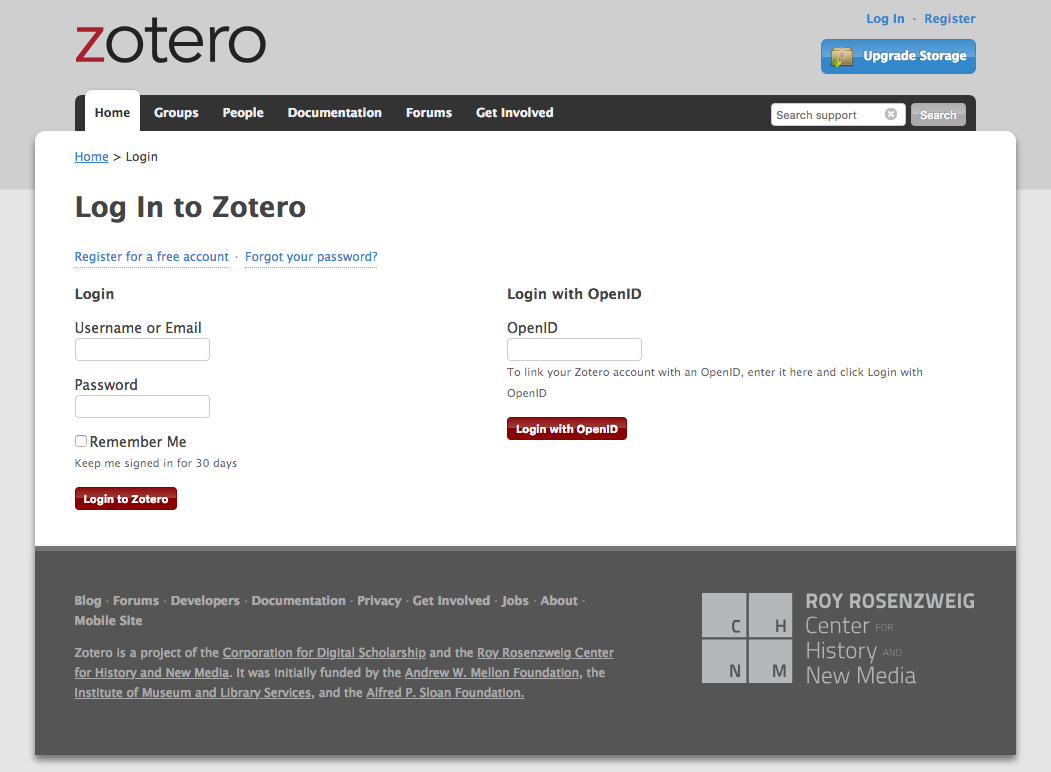 zotero
Log In · Register
Upgrade Storage
Home Groups People Documentation Forums Get Involved
Search support Search
Home > Login
Log In to Zotero
Register for a free account · Forgot your password?
Login
Username or Email
Password
Remember Me
Keep me signed in for 30 days
Login to Zotero
Login with OpenID
OpenID
To link your Zotero account with an OpenID, enter it here and click Login with
OpenID
Login with OpenID
Blog · Forums · Developers · Documentation · Privacy · Get Involved · Jobs · About ·
Mobile Site
Zotero is a project of the Corporation for Digital Scholarship and the Roy Rosenzweig Center
for History and New Media. It was initially funded by the Andrew W. Mellon Foundation, the
Institute of Museum and Library Services, and the Alfred P. Sloan Foundation.
C H
N M
ROY ROSENZWEIG
Center FOR
History AND
New Media